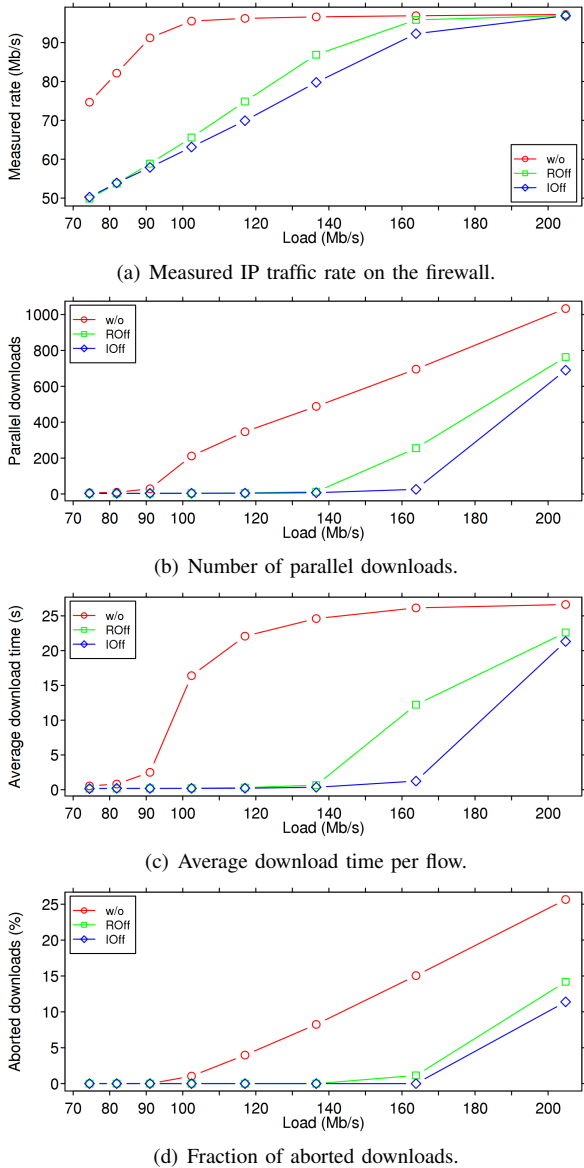 Measured rate (Mb/s)
90
80
70
60
50
w/o
ROff
IOff
70 80 90 100 120 140 160 180 200
Load (Mb/s)
(a) Measured IP traffic rate on the firewall.
Parallel downloads
1000
800
600
400
200
0
w/o
ROff
IOff
70 80 90 100 120 140 160 180 200
Load (Mb/s)
(b) Number of parallel downloads.
Average download time (s)
25
20
15
10
5
0
w/o
ROff
IOff
70 80 90 100 120 140 160 180 200
Load (Mb/s)
(c) Average download time per flow.
Aborted downloads (%)
25
20
15
10
5
0
w/o
ROff
IOff
70 80 90 100 120 140 160 180 200
Load (Mb/s)
(d) Fraction of aborted downloads.